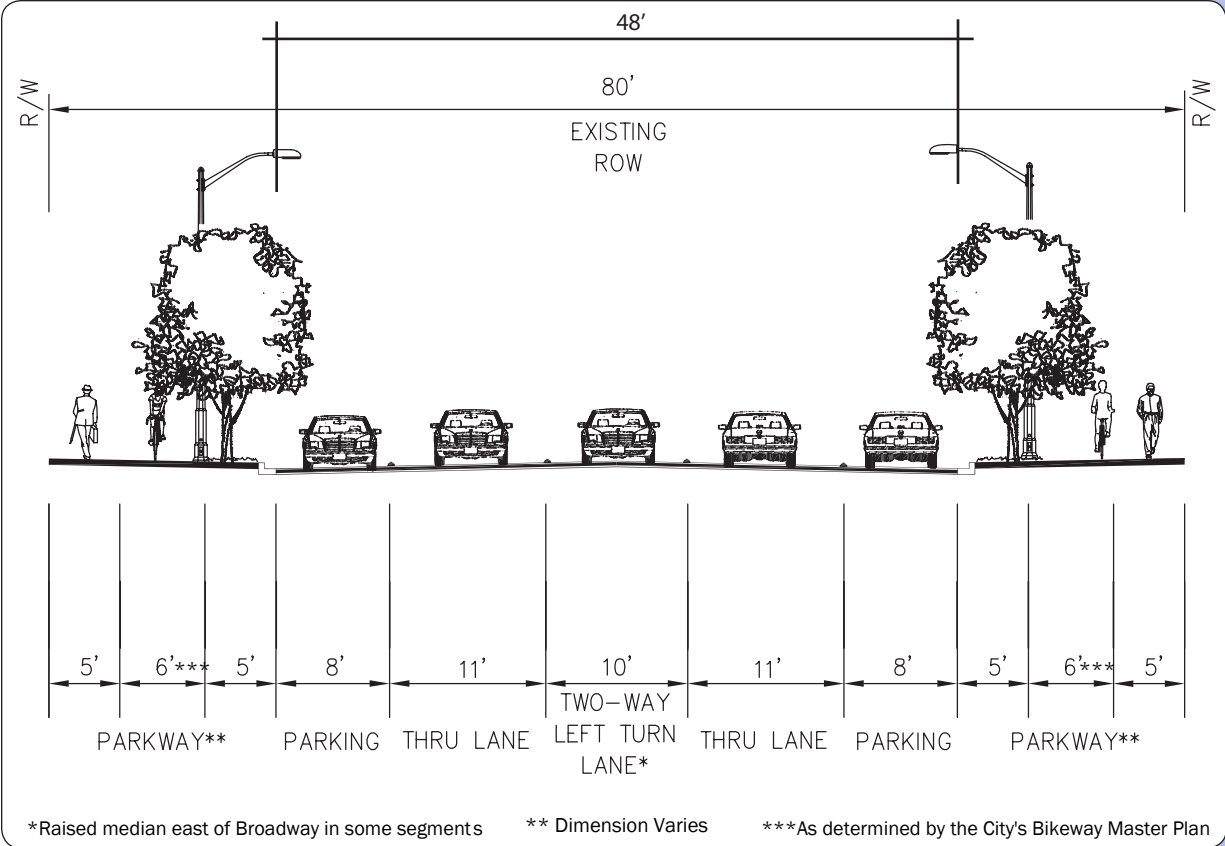 48’
80’
R/W
R/W
EXISTING
ROW
5’ 6’*** 5’ 8’ 11’ 10’ 11’ 8’ 5’ 6’*** 5’
PARKWAY** PARKING THRU LANE TWO–WAY THRU LANE PARKING PARKWAY**
LEFT TURN
LANE*
*Raised median east of Broadway in some segments ** Dimension Varies ***As determined by the City's Bikeway Master Plan